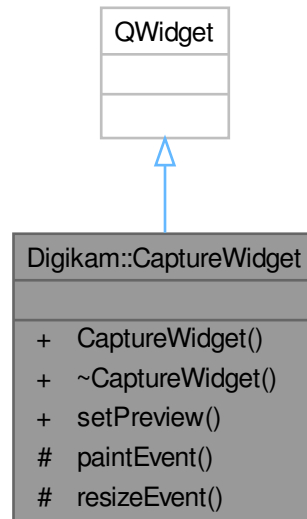 QWidget
Digikam::CaptureWidget
+ CaptureWidget()
+ ~CaptureWidget()
+ setPreview()
# paintEvent()
# resizeEvent()